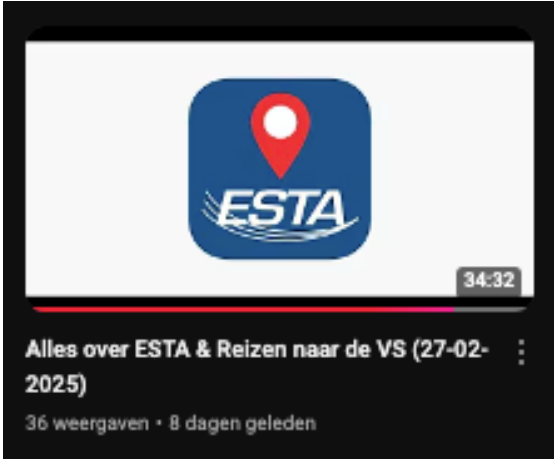 ESTA
34:32
Alles over ESTA & Reizen naar de VS (27-02-
2025)
36 weergaven • 8 dagen geleden